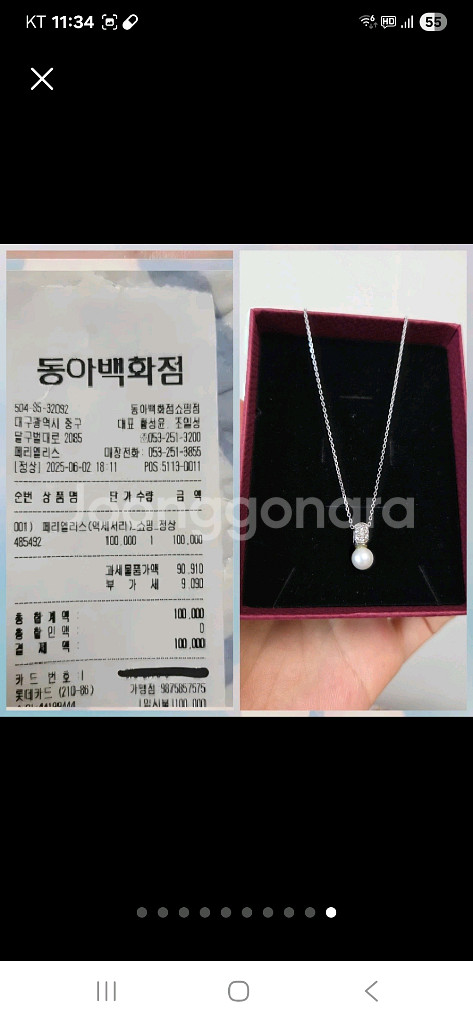 KT 11:34
HD
55
동아백화점
504-85-32092 동아백화점쇼핑점
대구광역시 중구 대표 황성윤, 조일성
달구벌대로 2085 ☎053-251-3200
페리엘리스 매장전화: 053-251-3855
[정상] 2025-06-02 18:11 POS 5113-0011
순번 상 품 명 단 가 수량 금 액
001) 페리엘리스(악세서리)_쇼핑_정상
485492 100,000 1 100,000
과세물품가액 90,910
부 가 세 9,090
총 합 계 액 : 100,000
총 할 인 액 : 0
결 제 액 : 100,000
카 드 번 호 :
롯데카드 (210-86) 가맹점 9875857575
44199444 [일시불]100,000
Joonggonara